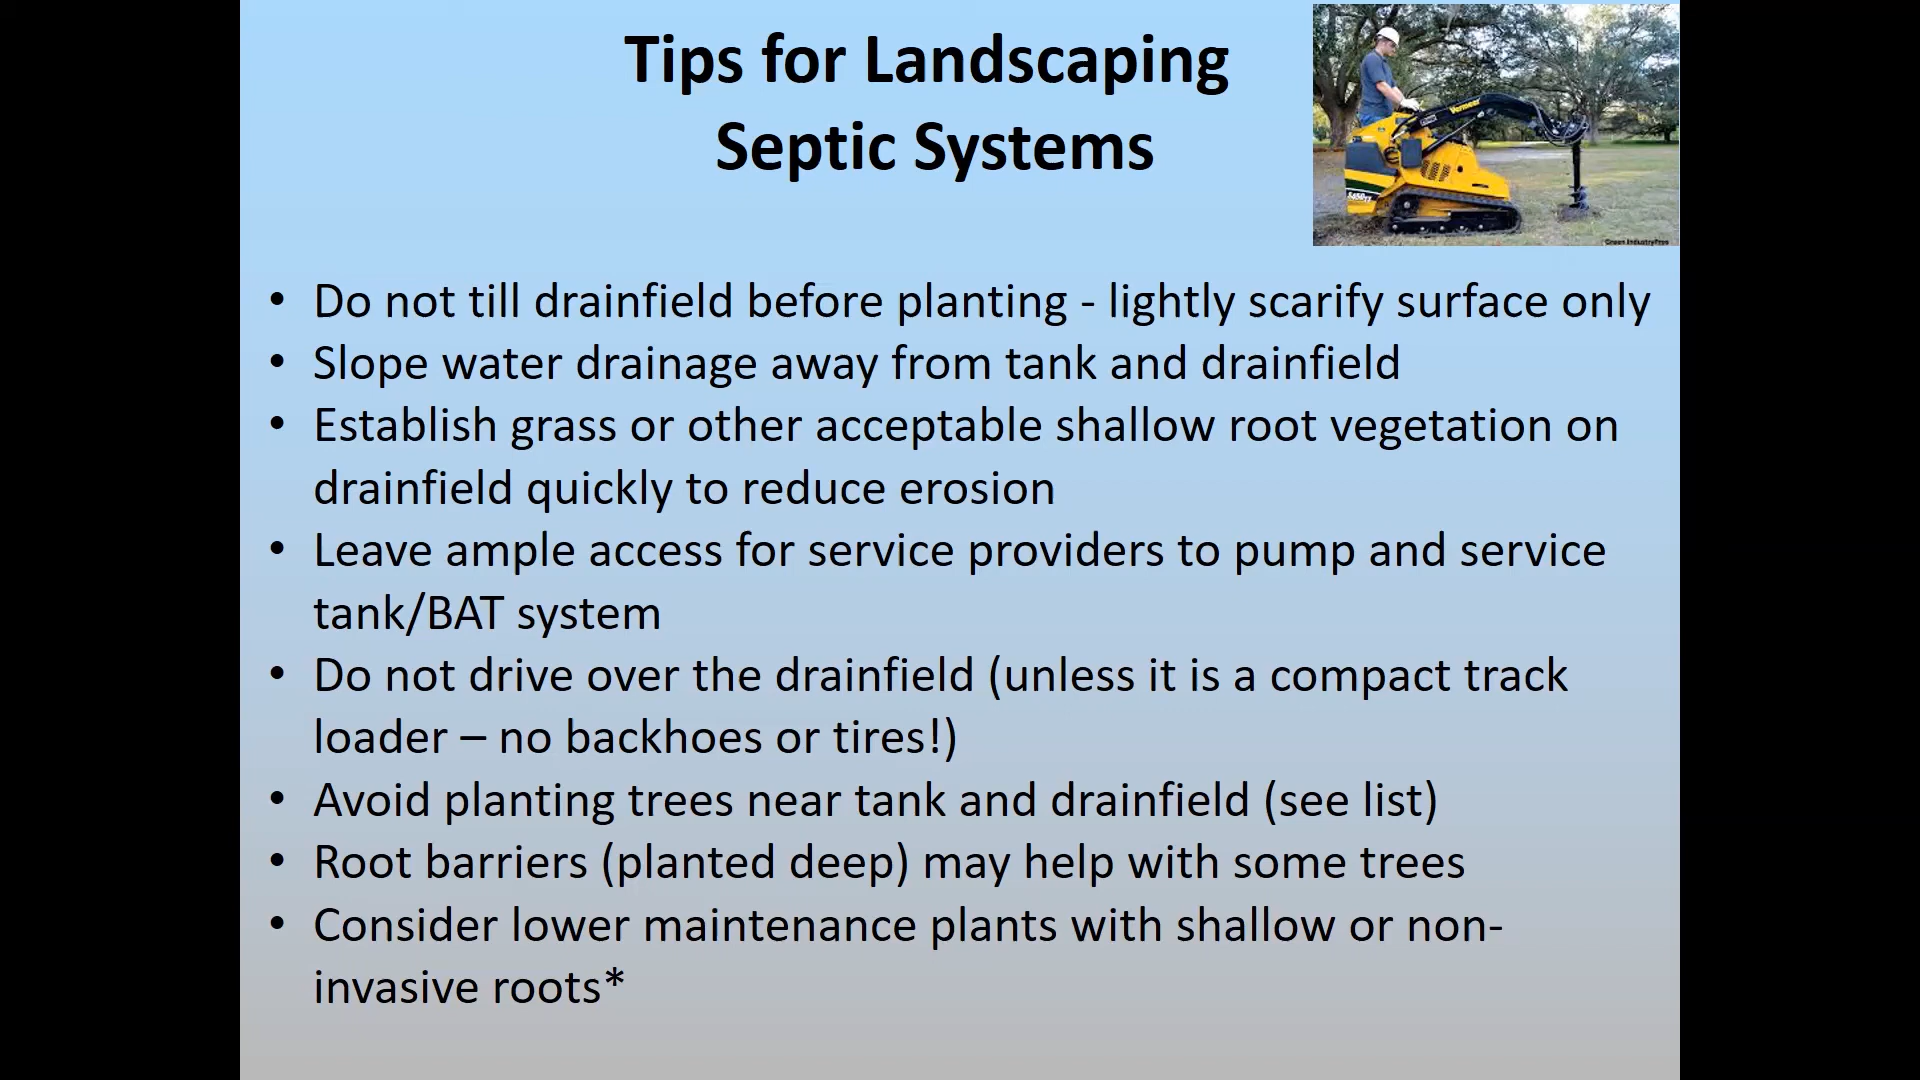 Tips for Landscaping
Septic Systems
Vermeer
Green IndustryPros
• Do not till drainfield before planting - lightly scarify surface only
• Slope water drainage away from tank and drainfield
• Establish grass or other acceptable shallow root vegetation on
drainfield quickly to reduce erosion
• Leave ample access for service providers to pump and service
tank/BAT system
• Do not drive over the drainfield (unless it is a compact track
loader – no backhoes or tires!)
• Avoid planting trees near tank and drainfield (see list)
• Root barriers (planted deep) may help with some trees
• Consider lower maintenance plants with shallow or non-
invasive roots*